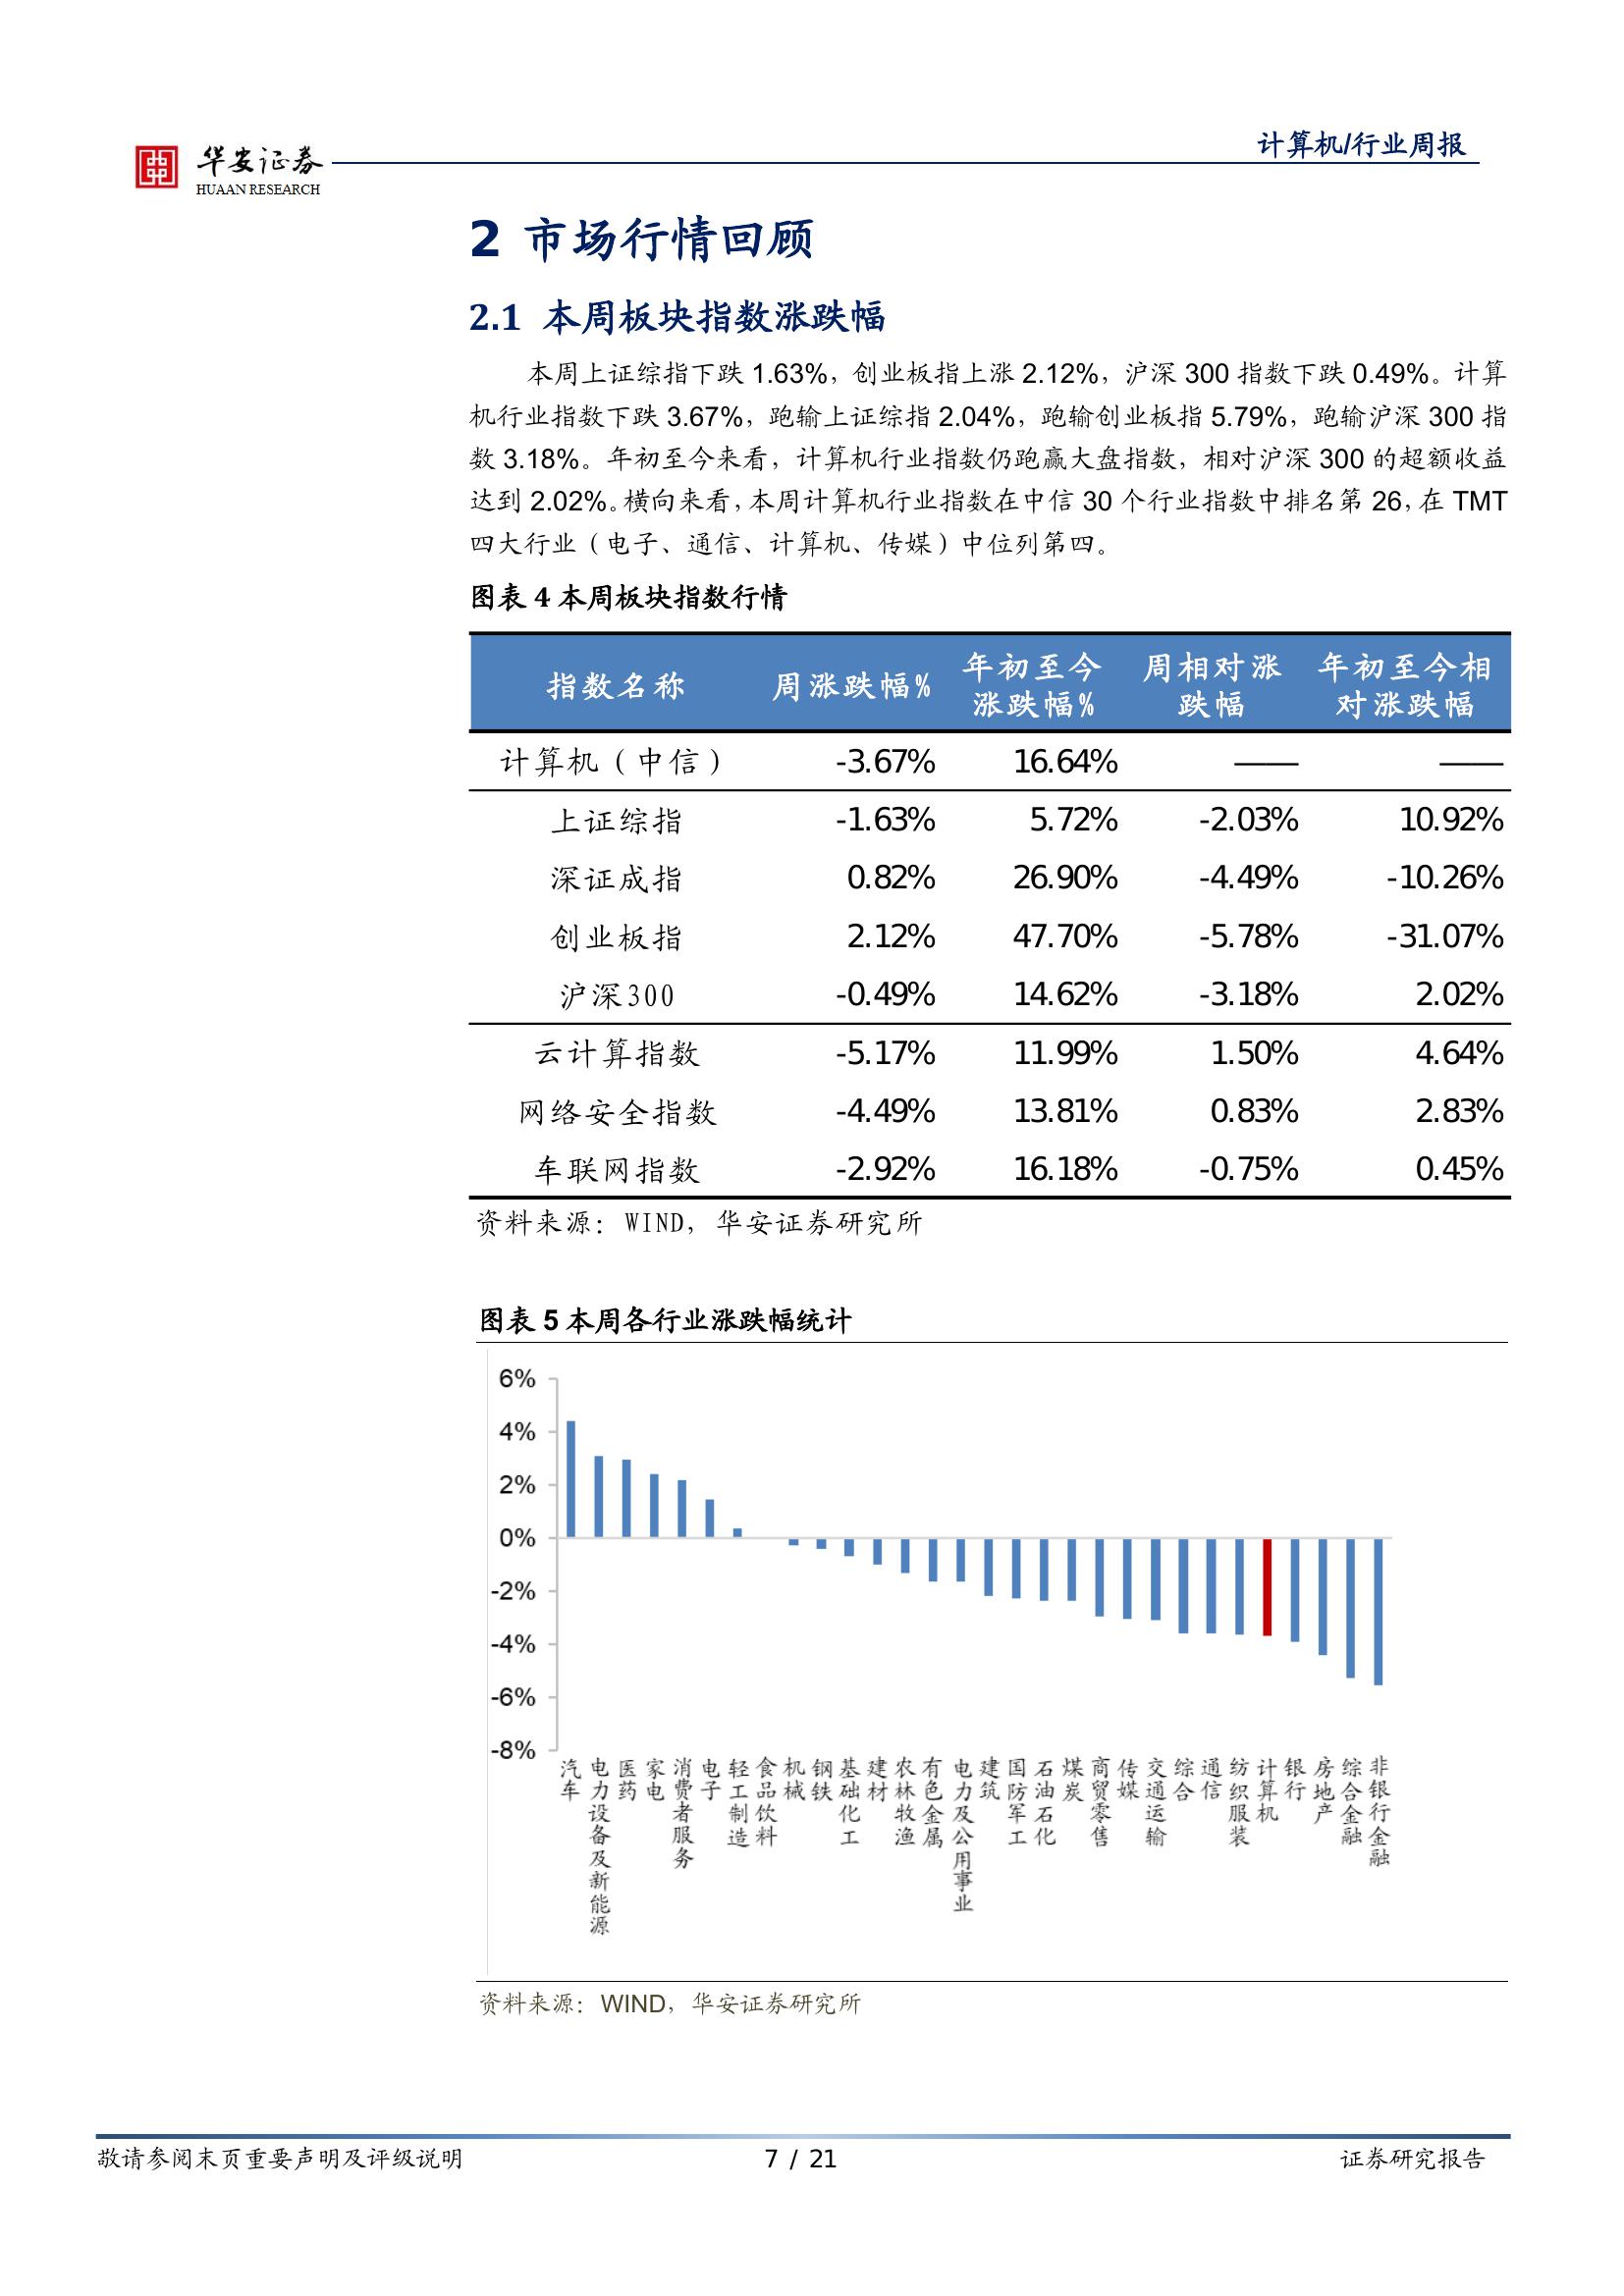 华安证券
HUAAN RESEARCH
计算机/行业周报
2 市场行情回顾
2.1 本周板块指数涨跌幅
本周上证综指下跌 1.63%，创业板指上涨 2.12%，沪深 300 指数下跌 0.49%。计算
机行业指数下跌 3.67%，跑输上证综指 2.04%，跑输创业板指 5.79%，跑输沪深 300 指
数 3.18%。年初至今来看，计算机行业指数仍跑赢大盘指数，相对沪深 300 的超额收益
达到 2.02%。横向来看，本周计算机行业指数在中信 30 个行业指数中排名第 26，在 TMT
四大行业（电子、通信、计算机、传媒）中位列第四。
图表 4 本周板块指数行情
指数名称 周涨跌幅% 年初至今涨跌幅% 周相对涨跌幅 年初至今相对涨跌幅
计算机（中信） -3.67% 16.64% —— ——
上证综指 -1.63% 5.72% -2.03% 10.92%
深证成指 0.82% 26.90% -4.49% -10.26%
创业板指 2.12% 47.70% -5.78% -31.07%
沪深300 -0.49% 14.62% -3.18% 2.02%
云计算指数 -5.17% 11.99% 1.50% 4.64%
网络安全指数 -4.49% 13.81% 0.83% 2.83%
车联网指数 -2.92% 16.18% -0.75% 0.45%
资料来源：WIND，华安证券研究所
图表 5 本周各行业涨跌幅统计
6%
4%
2%
0%
-2%
-4%
-6%
-8%
汽车
电力设备及新能源
医药
家电
消费者服务
电子
轻工制造
食品饮料
机械
钢铁
基础化工
建材
农林牧渔
有色金属
电力及公用事业
建筑
国防军工
石油石化
煤炭
商贸零售
传媒
交通运输
综合
通信
纺织服装
计算机
银行
房地产
综合金融
非银行金融
资料来源：WIND，华安证券研究所
敬请参阅末页重要声明及评级说明
7 / 21
证券研究报告